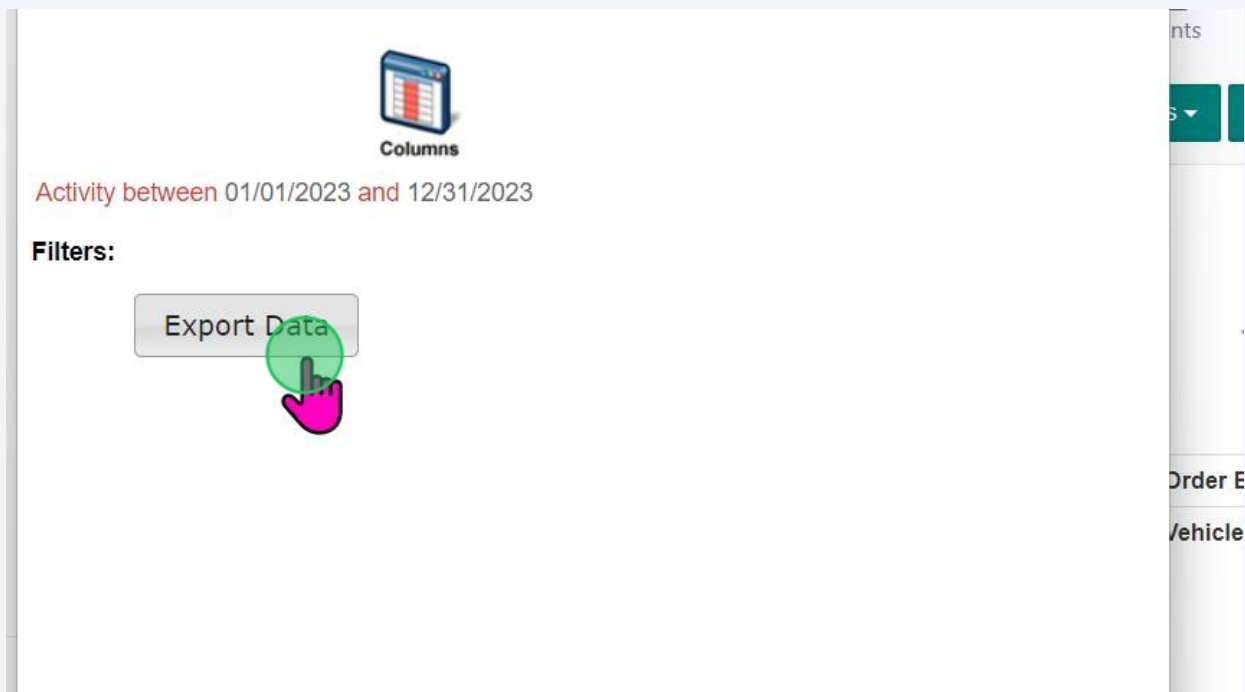 nts
s
Columns
Activity between 01/01/2023 and 12/31/2023
Filters:
Export Data
Order E
Vehicle